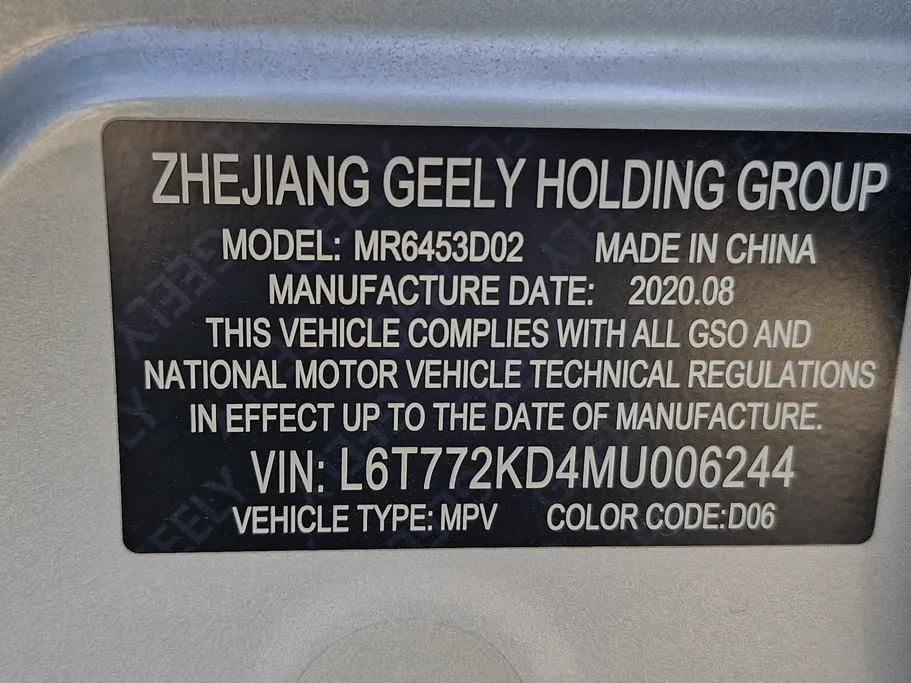 ZHEJIANG GEELY HOLDING GROUP
MODEL: MR6453D02 MADE IN CHINA
MANUFACTURE DATE: 2020.08
THIS VEHICLE COMPLIES WITH ALL GSO AND
NATIONAL MOTOR VEHICLE TECHNICAL REGULATIONS
IN EFFECT UP TO THE DATE OF MANUFACTURE.
VIN: L6T772KD4MU006244
VEHICLE TYPE: MPV COLOR CODE:D06